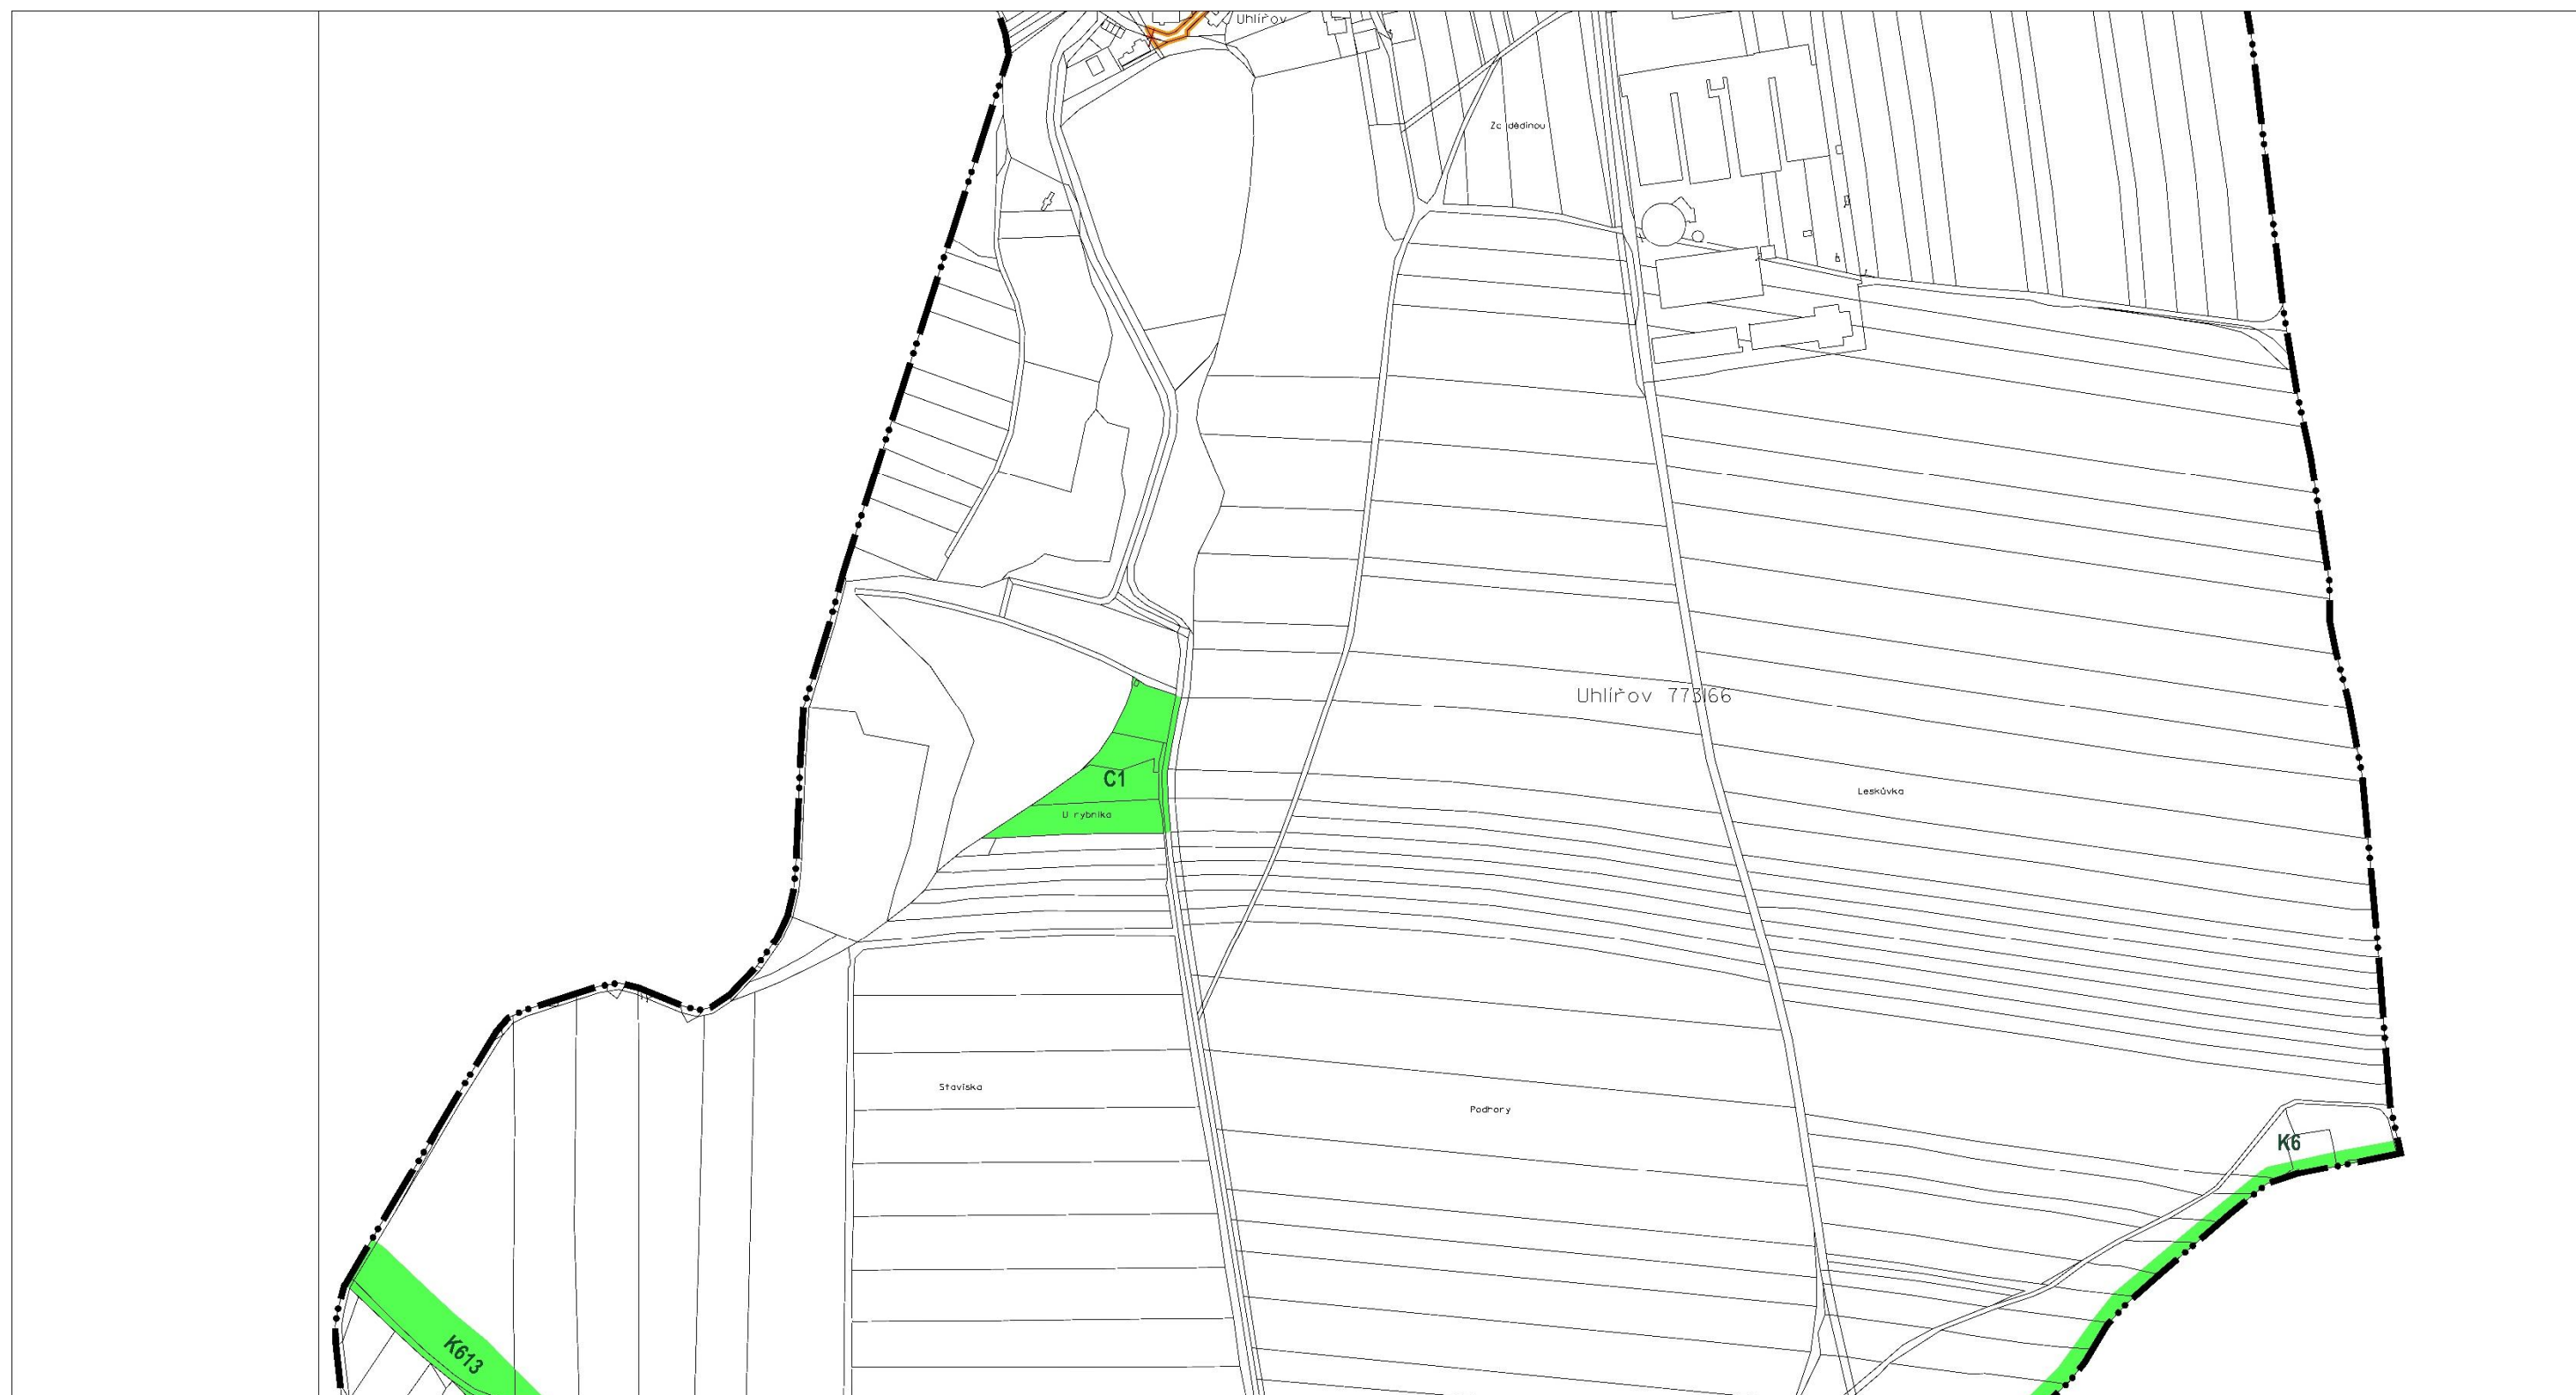 Uhlířov
Za dědinou
Uhlířov 773166
C1
Leskůvka
U rybníka
Staviska
Podhory
K6
K613